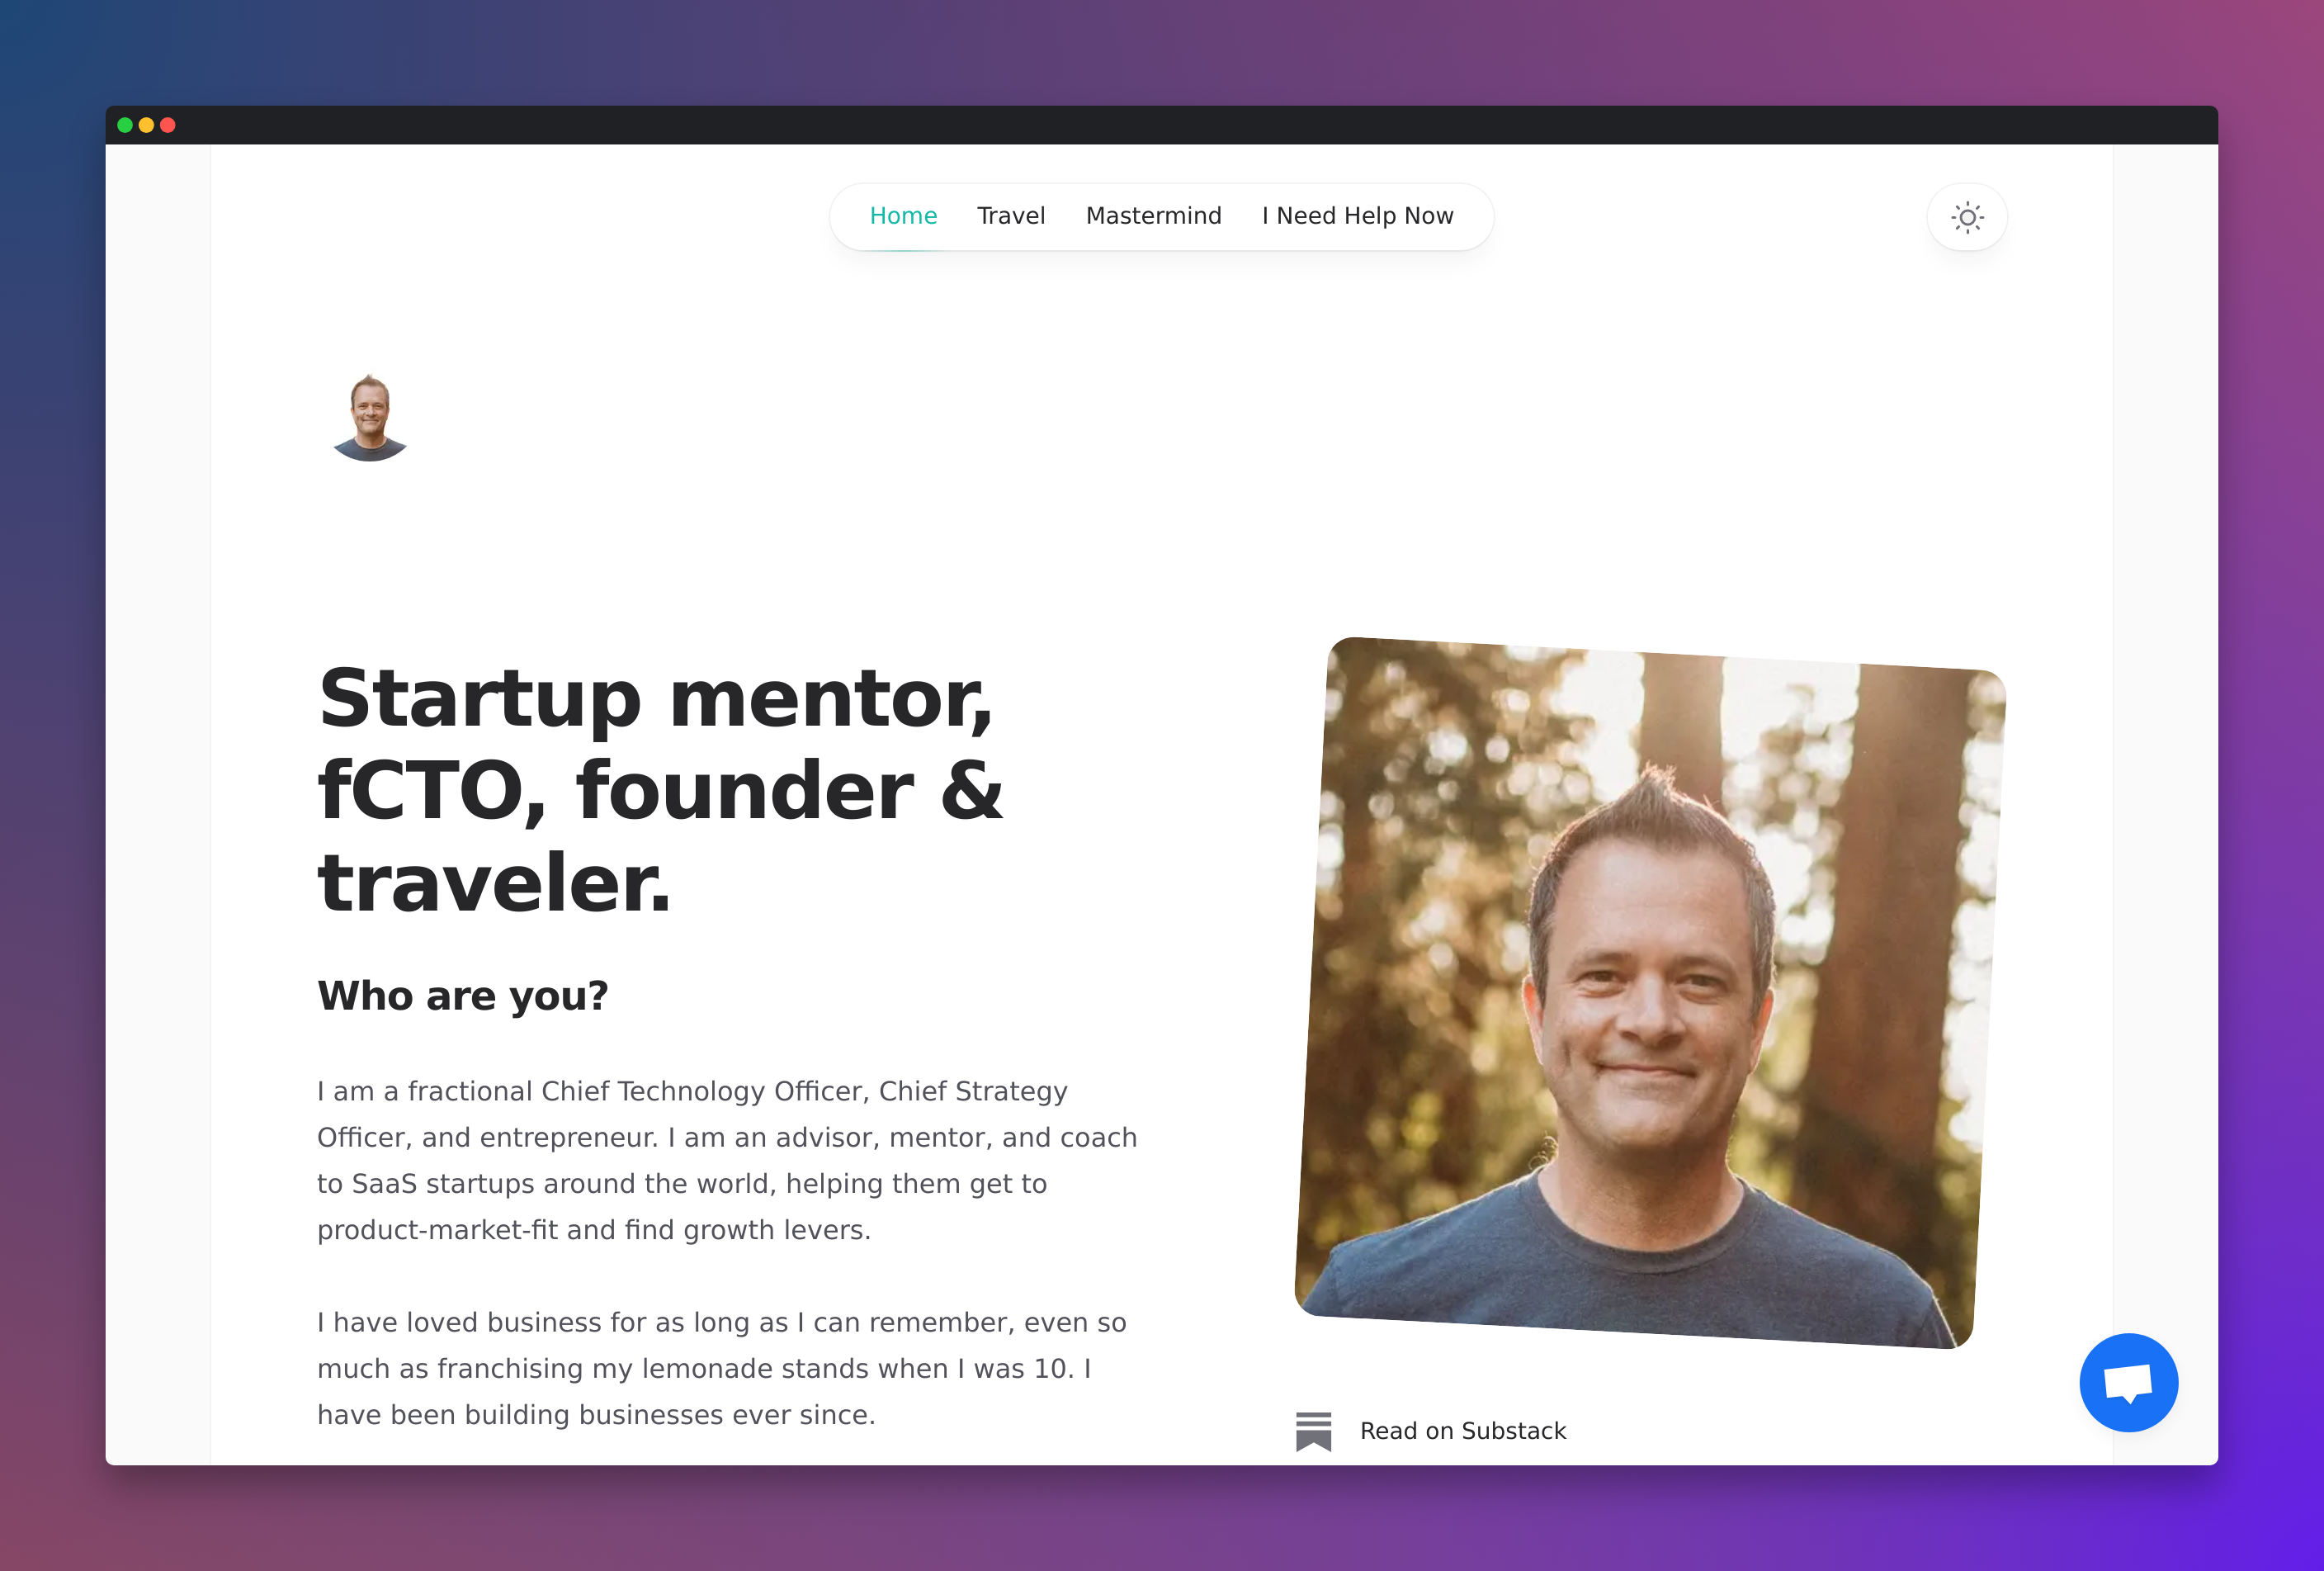 Home Travel Mastermind I Need Help Now
Startup mentor,
fCTO, founder &
traveler.
Who are you?
I am a fractional Chief Technology Officer, Chief Strategy
Officer, and entrepreneur. I am an advisor, mentor, and coach
to SaaS startups around the world, helping them get to
product-market-fit and find growth levers.
I have loved business for as long as I can remember, even so
much as franchising my lemonade stands when I was 10. I
have been building businesses ever since.
Read on Substack